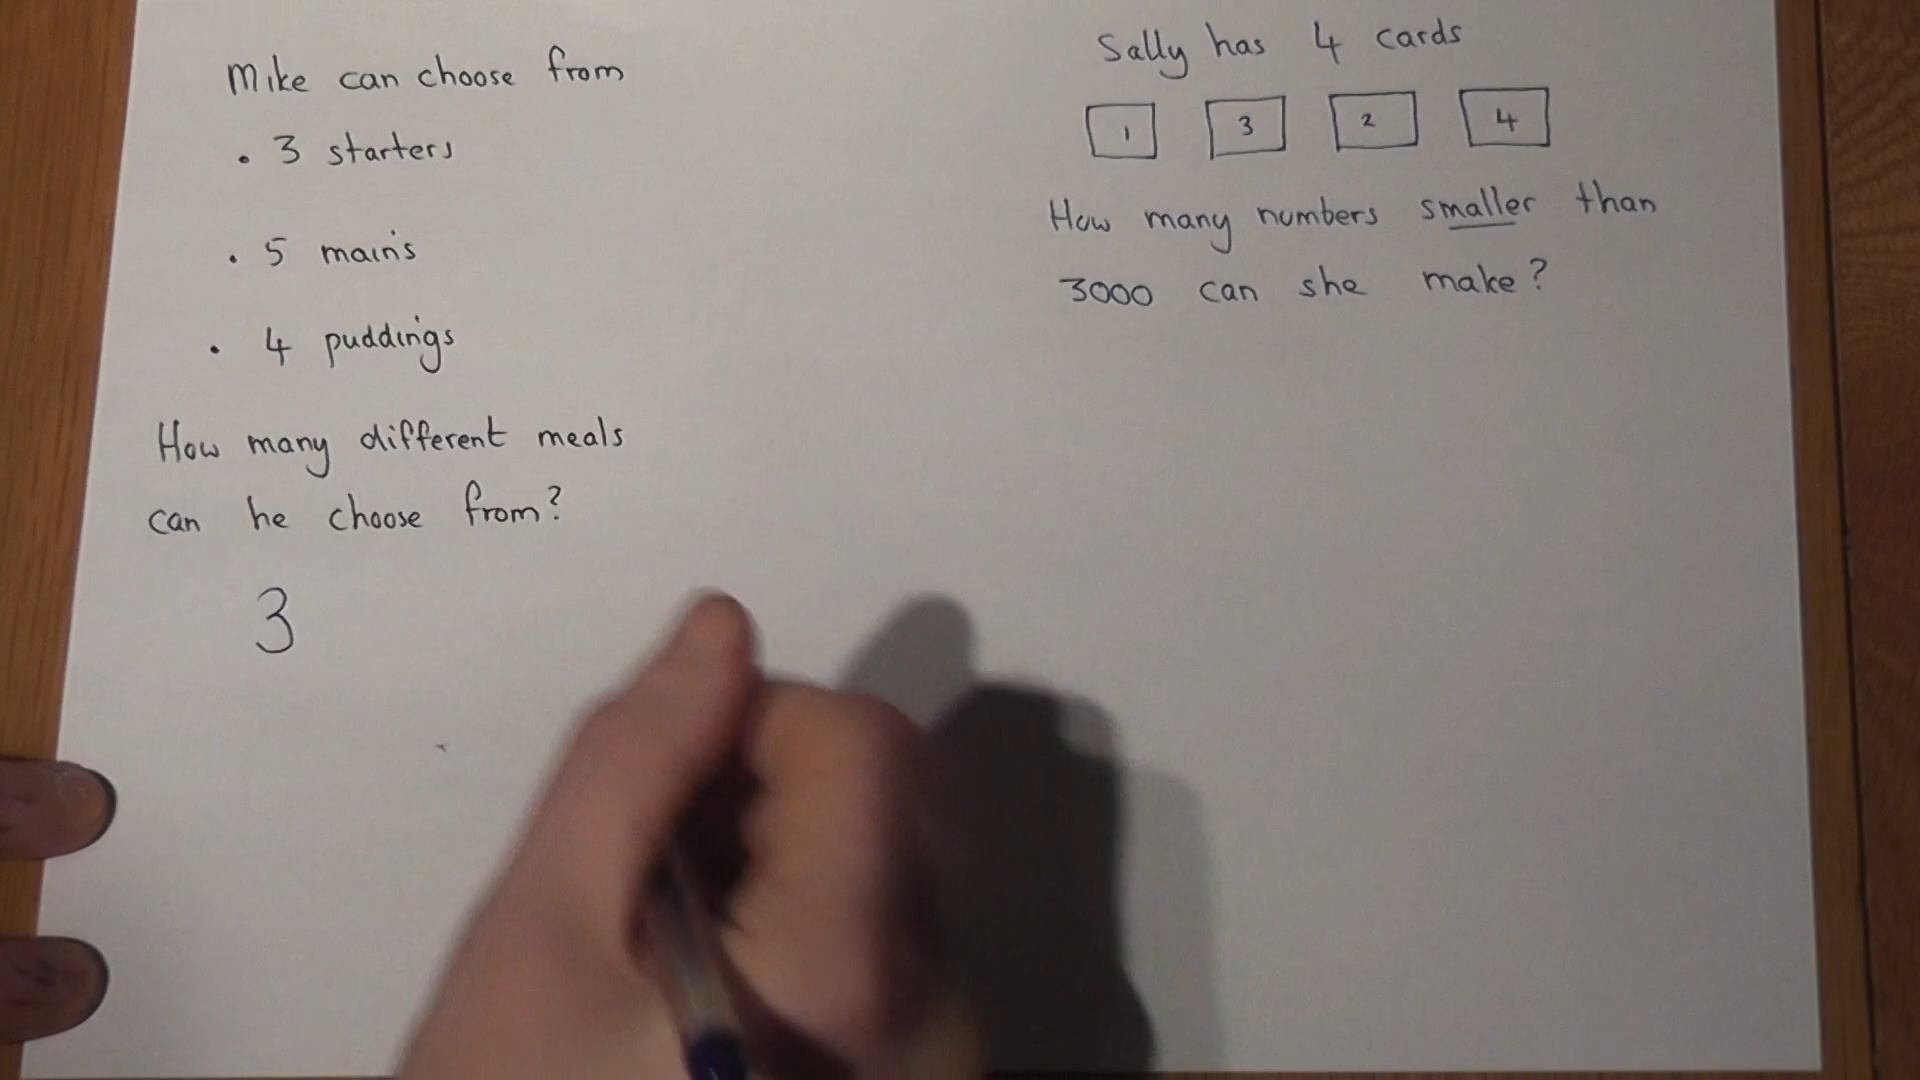 Mike can choose from
• 3 starters
• 5 mains
• 4 puddings
How many different meals
can he choose from?
3
Sally has 4 cards
1 3 2 4
How many numbers smaller than
3000 can she make?